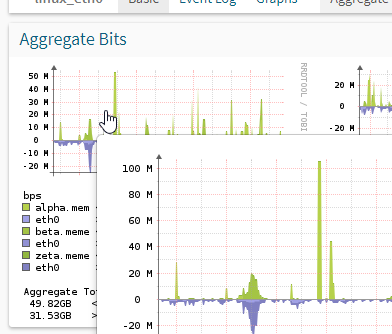 linux_eth0
Basic
Event Log
Graphs
Aggregate
Aggregate Bits
50 M
40 M
30 M
20 M
10 M
0
-10 M
-20 M
RRDTOOL / TOBI
20 M
0
-20 M
100 M
80 M
60 M
40 M
20 M
0
-20 M
bps
alpha.mem
eth0 >
beta.meme
eth0 >
zeta.meme
eth0 >
Aggregate To
49.82GB <
31.53GB >